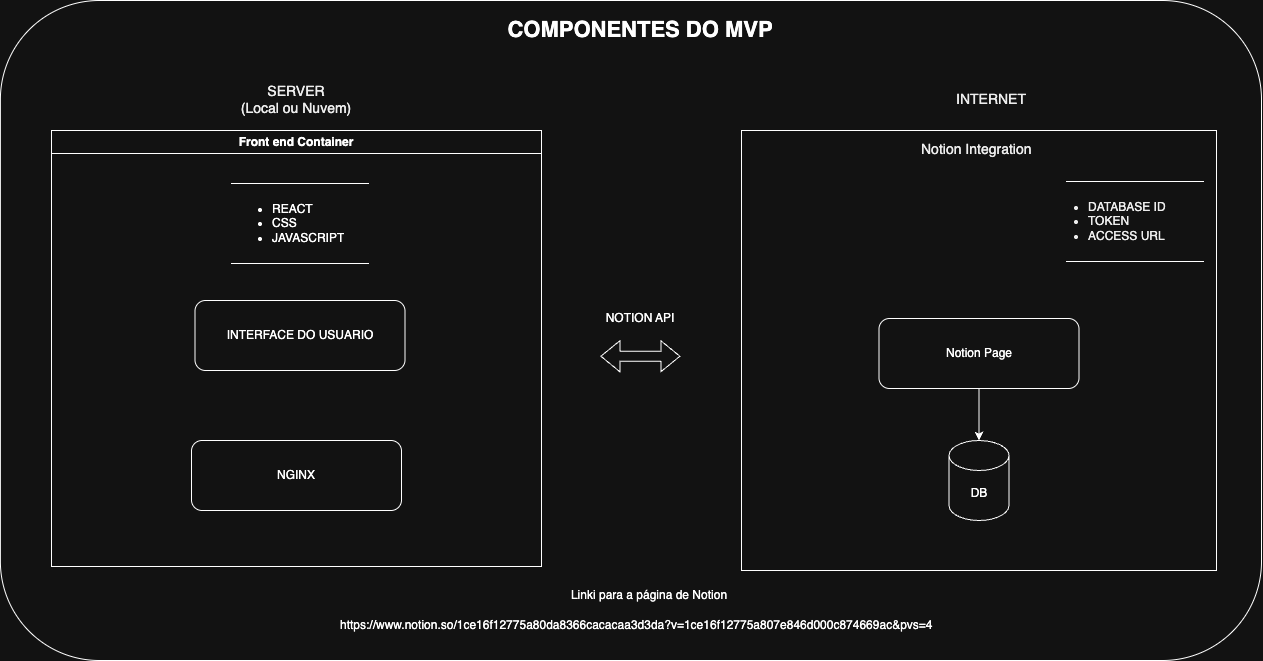 COMPONENTES DO MVP
SERVER
(Local ou Nuvem)
INTERNET
Front end Container
Notion Integration
REACT
CSS
JAVASCRIPT
DATABASE ID
TOKEN
ACCESS URL
INTERFACE DO USUARIO
NOTION API
Notion Page
NGINX
DB
Linki para a página de Notion
https://www.notion.so/1ce16f12775a80da8366cacacaa3d3da?v=1ce16f12775a807e846d000c874669ac&pvs=4